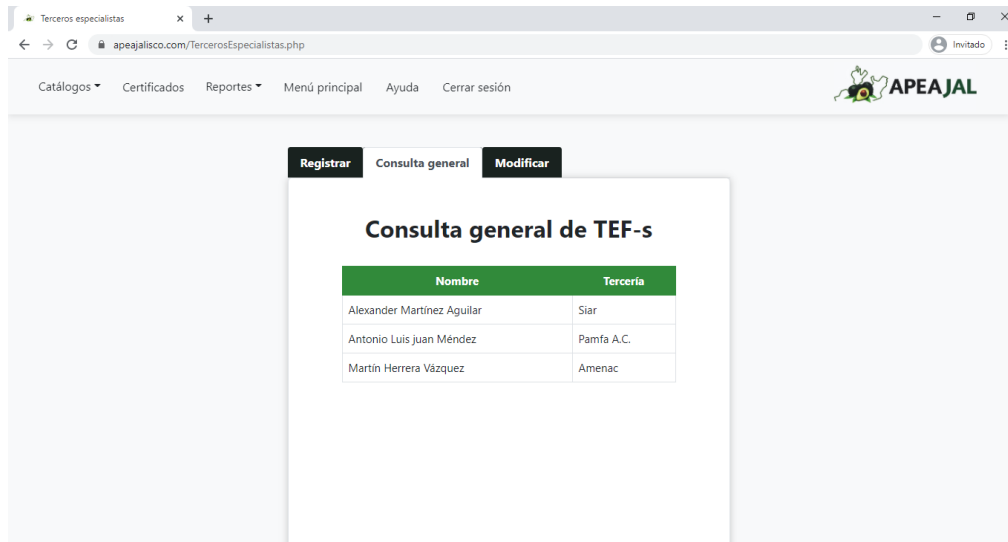 Terceros especialistas
apeajalisco.com/TercerosEspecialistas.php
Invitado
Catálogos Certificados Reportes Menú principal Ayuda Cerrar sesión
APEAJAL
Registrar Consulta general Modificar
Consulta general de TEF-s
Nombre Tercería
Alexander Martínez Aguilar Siar
Antonio Luis juan Méndez Pamfa A.C.
Martín Herrera Vázquez Amenac